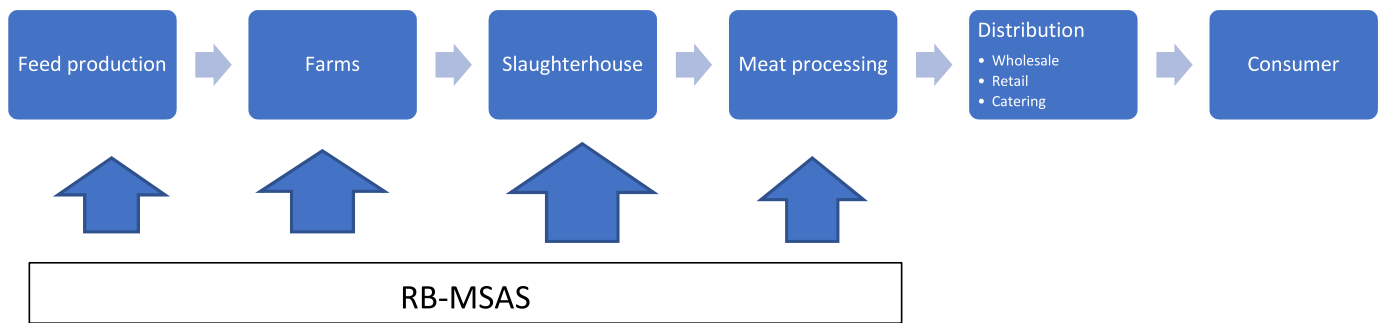 Feed production
Farms
Slaughterhouse
Meat processing
Distribution
• Wholesale
• Retail
• Catering
Consumer
RB-MSAS